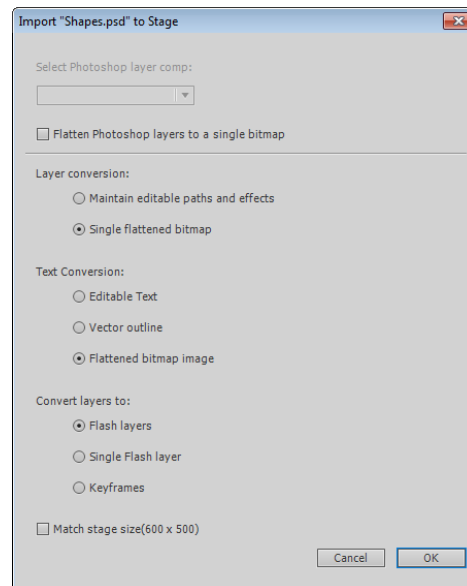 Import "Shapes.psd" to Stage
Select Photoshop layer comp:
Flatten Photoshop layers to a single bitmap
Layer conversion:
Maintain editable paths and effects
Single flattened bitmap
Text Conversion:
Editable Text
Vector outline
Flattened bitmap image
Convert layers to:
Flash layers
Single Flash layer
Keyframes
Match stage size(600 x 500)
Cancel OK